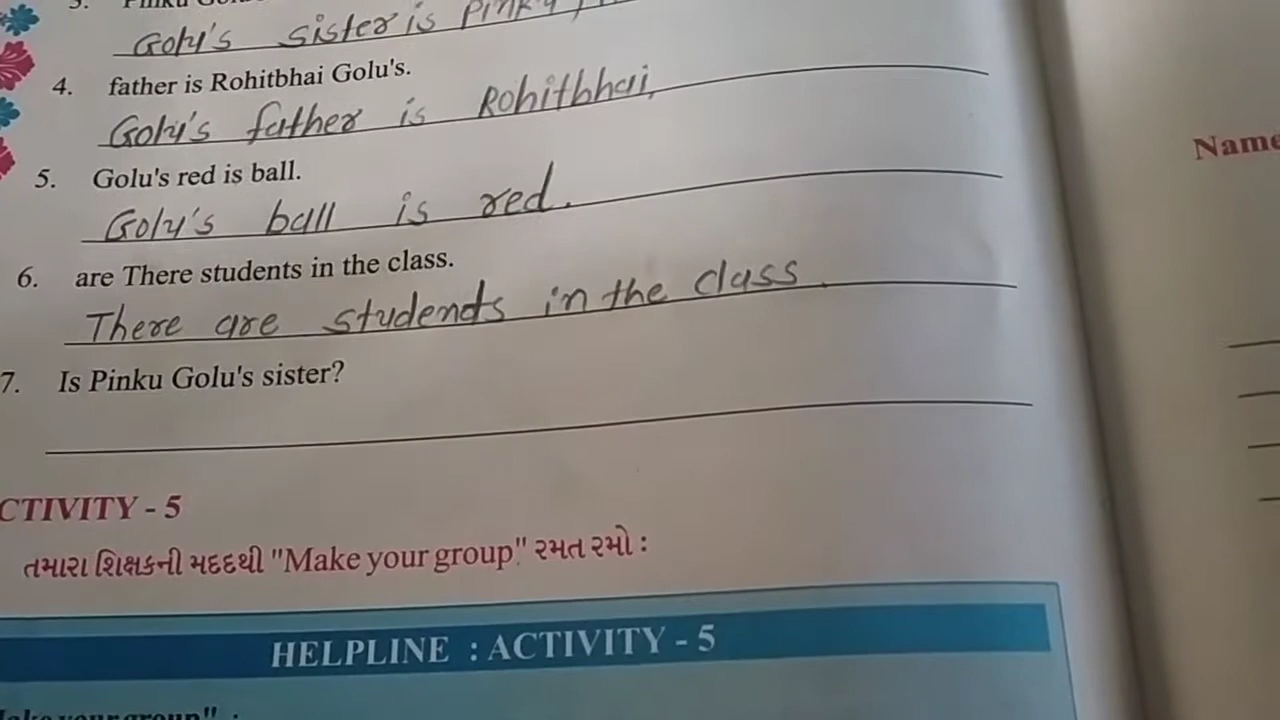 3.
Golu's sister is Pinku
4. father is Rohitbhai Golu's.
Golu's father is Rohitbhai.
5. Golu's red is ball.
Golu's ball is red.
6. are There students in the class.
There are students in the class.
7. Is Pinku Golu's sister?
CTIVITY - 5
તમારા શિક્ષકની મદદથી "Make your group" રમત રમો :
HELPLINE : ACTIVITY - 5
Name